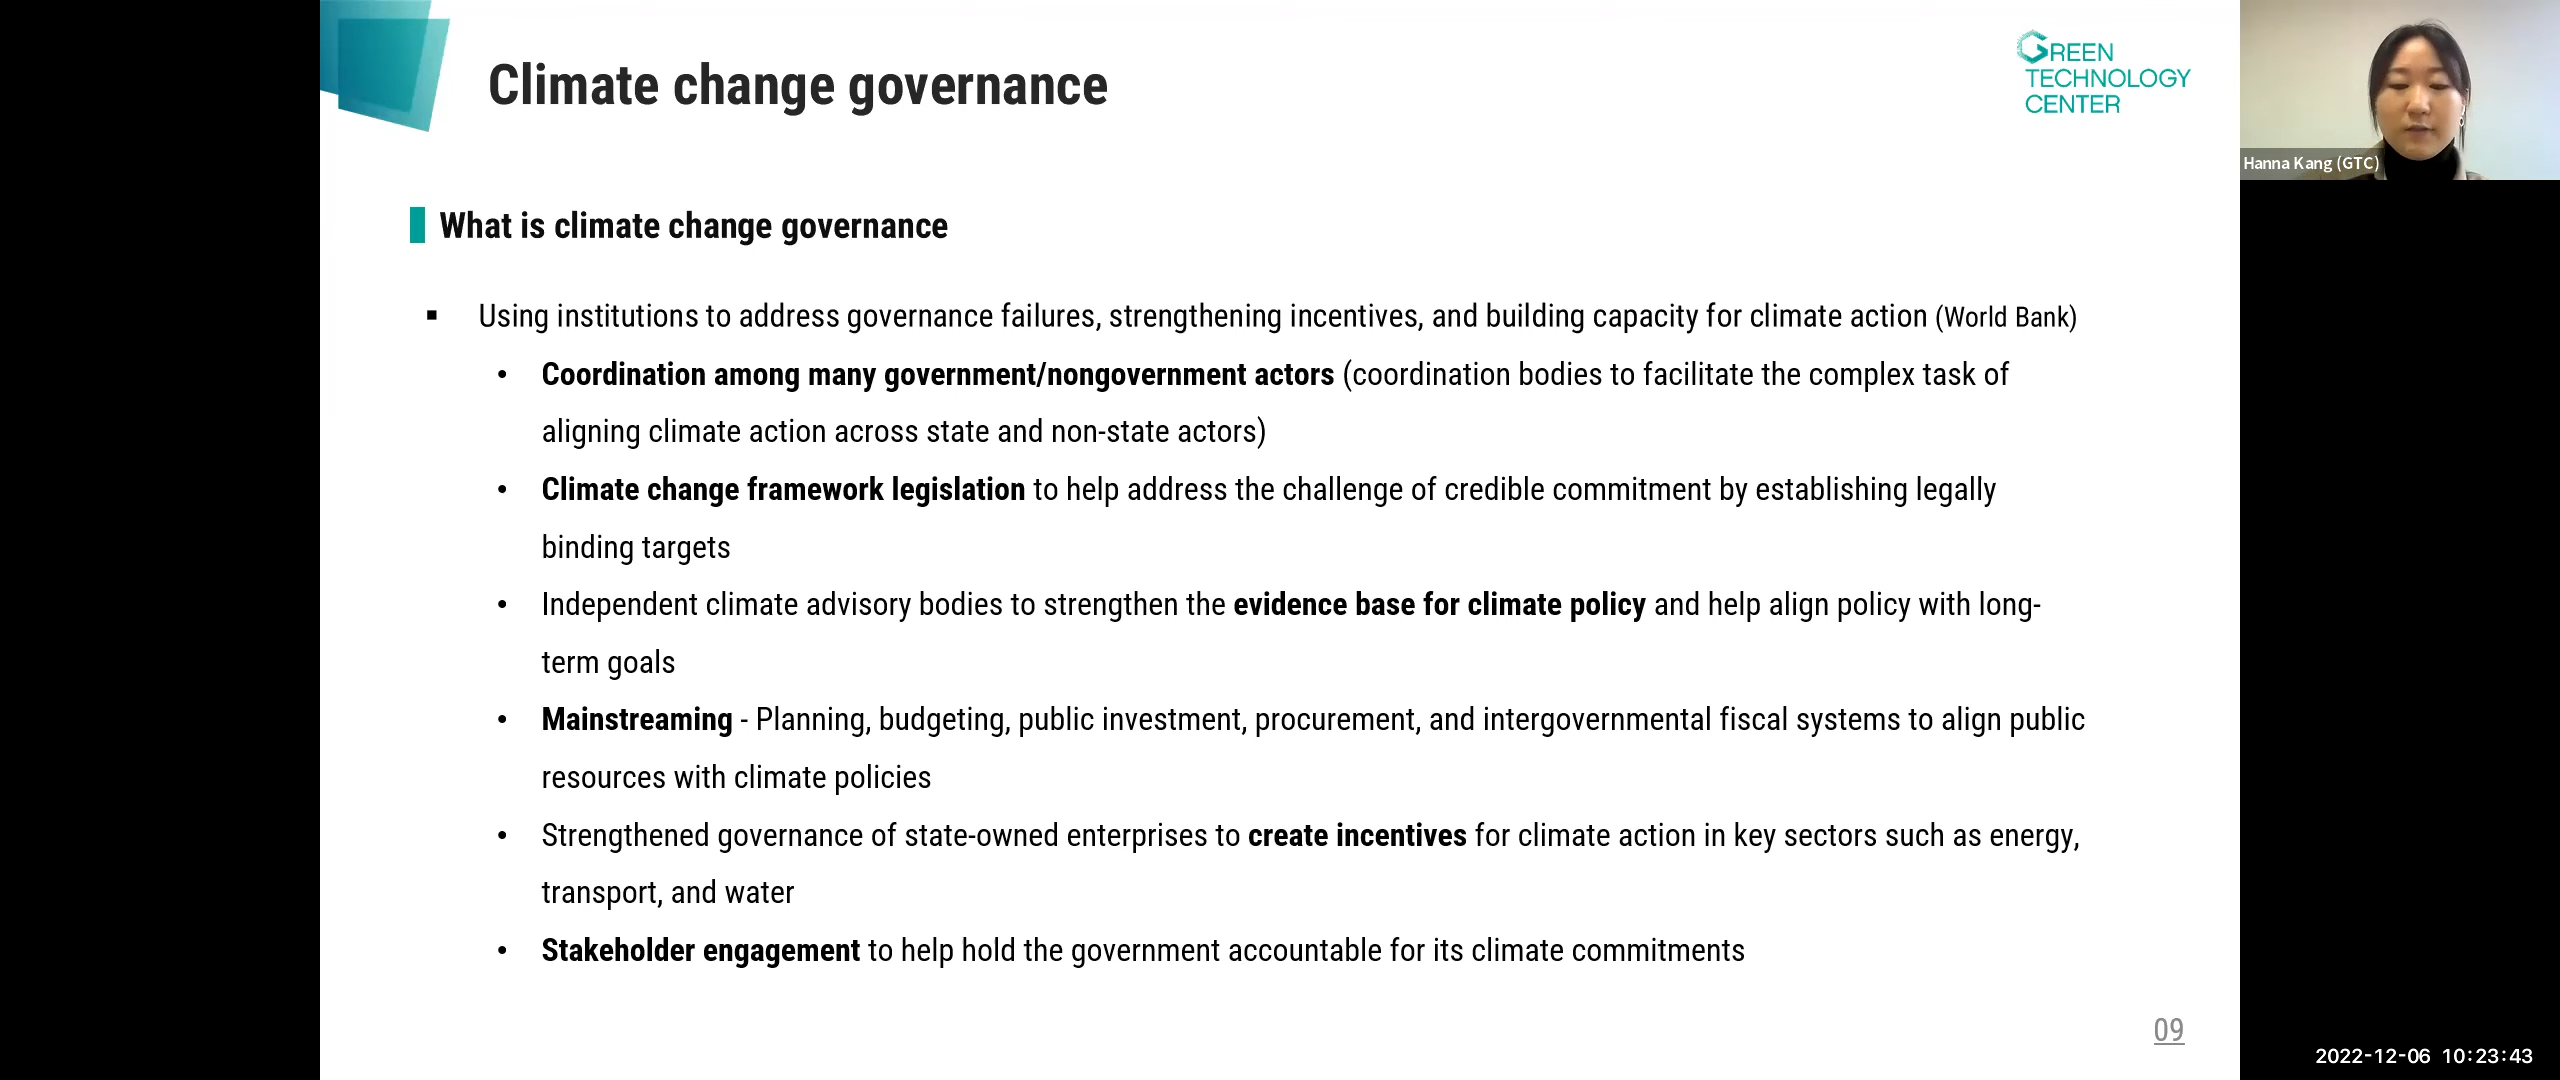 Climate change governance
GREEN
TECHNOLOGY
CENTER
Hanna Kang (GTC)
What is climate change governance
▪ Using institutions to address governance failures, strengthening incentives, and building capacity for climate action (World Bank)
• Coordination among many government/nongovernment actors (coordination bodies to facilitate the complex task of
aligning climate action across state and non-state actors)
• Climate change framework legislation to help address the challenge of credible commitment by establishing legally
binding targets
• Independent climate advisory bodies to strengthen the evidence base for climate policy and help align policy with long-
term goals
• Mainstreaming - Planning, budgeting, public investment, procurement, and intergovernmental fiscal systems to align public
resources with climate policies
• Strengthened governance of state-owned enterprises to create incentives for climate action in key sectors such as energy,
transport, and water
• Stakeholder engagement to help hold the government accountable for its climate commitments
09
2022-12-06 10:23:43